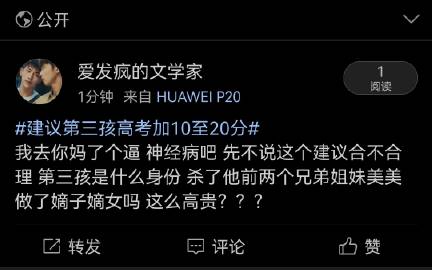 公开
爱发疯的文学家
1分钟 来自 HUAWEI P20
1
阅读
#建议第三孩高考加10至20分#
我去你妈了个逼 神经病吧 先不说这个建议合不合
理 第三孩是什么身份 杀了他前两个兄弟姐妹美美
做了嫡子嫡女吗 这么高贵？？？
转发
评论
赞